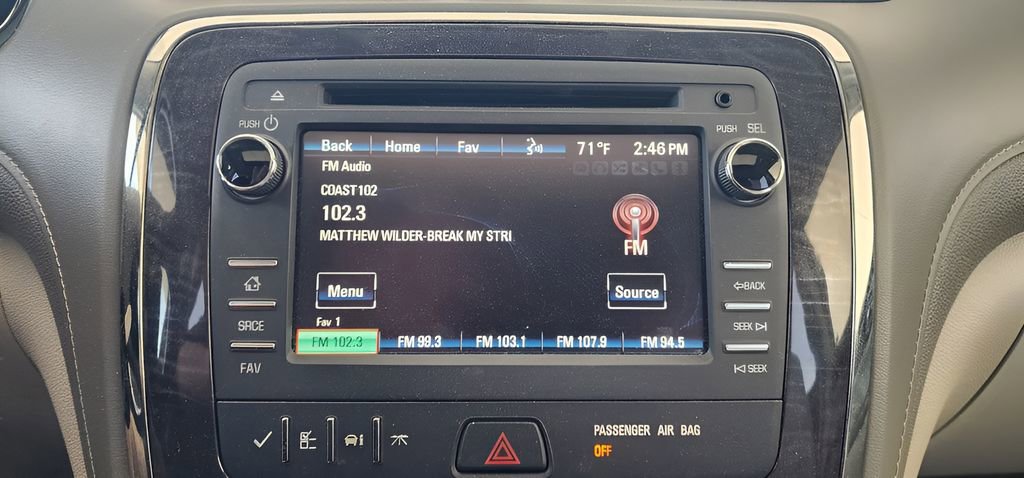 PUSH
PUSH SEL
Back Home Fav 71°F 2:46 PM
FM Audio
COAST102
102.3
MATTHEW WILDER-BREAK MY STRI
FM
Menu
Source
Fav 1
FM 102.3 FM 99.3 FM 103.1 FM 107.9 FM 94.5
SRCE
FAV
BACK
SEEK
SEEK
PASSENGER AIR BAG
OFF